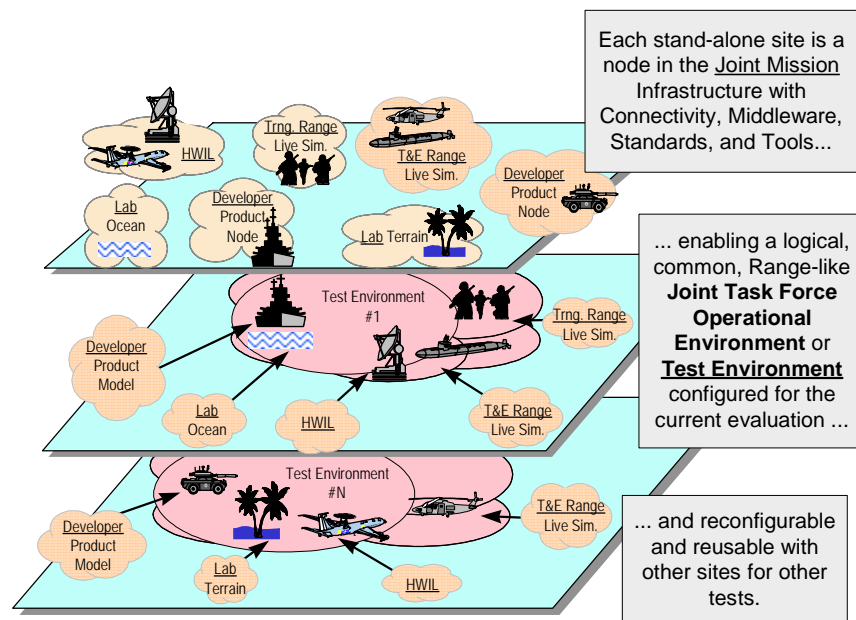 Each stand-alone site is a
node in the Joint Mission
Infrastructure with
Connectivity, Middleware,
Standards, and Tools...
HWIL
Trng. Range
Live Sim.
T&E Range
Live Sim.
Developer
Product
Node
Lab
Ocean
Developer
Product
Node
Lab Terrain
... enabling a logical,
common, Range-like
Joint Task Force
Operational
Environment or
Test Environment
configured for the
current evaluation ...
Test Environment
#1
Trng. Range
Live Sim.
Developer
Product
Model
Lab
Ocean
HWIL
T&E Range
Live Sim.
Test Environment
#N
T&E Range
Live Sim.
Developer
Product
Model
Lab
Terrain
HWIL
... and reconfigurable
and reusable with
other sites for other
tests.